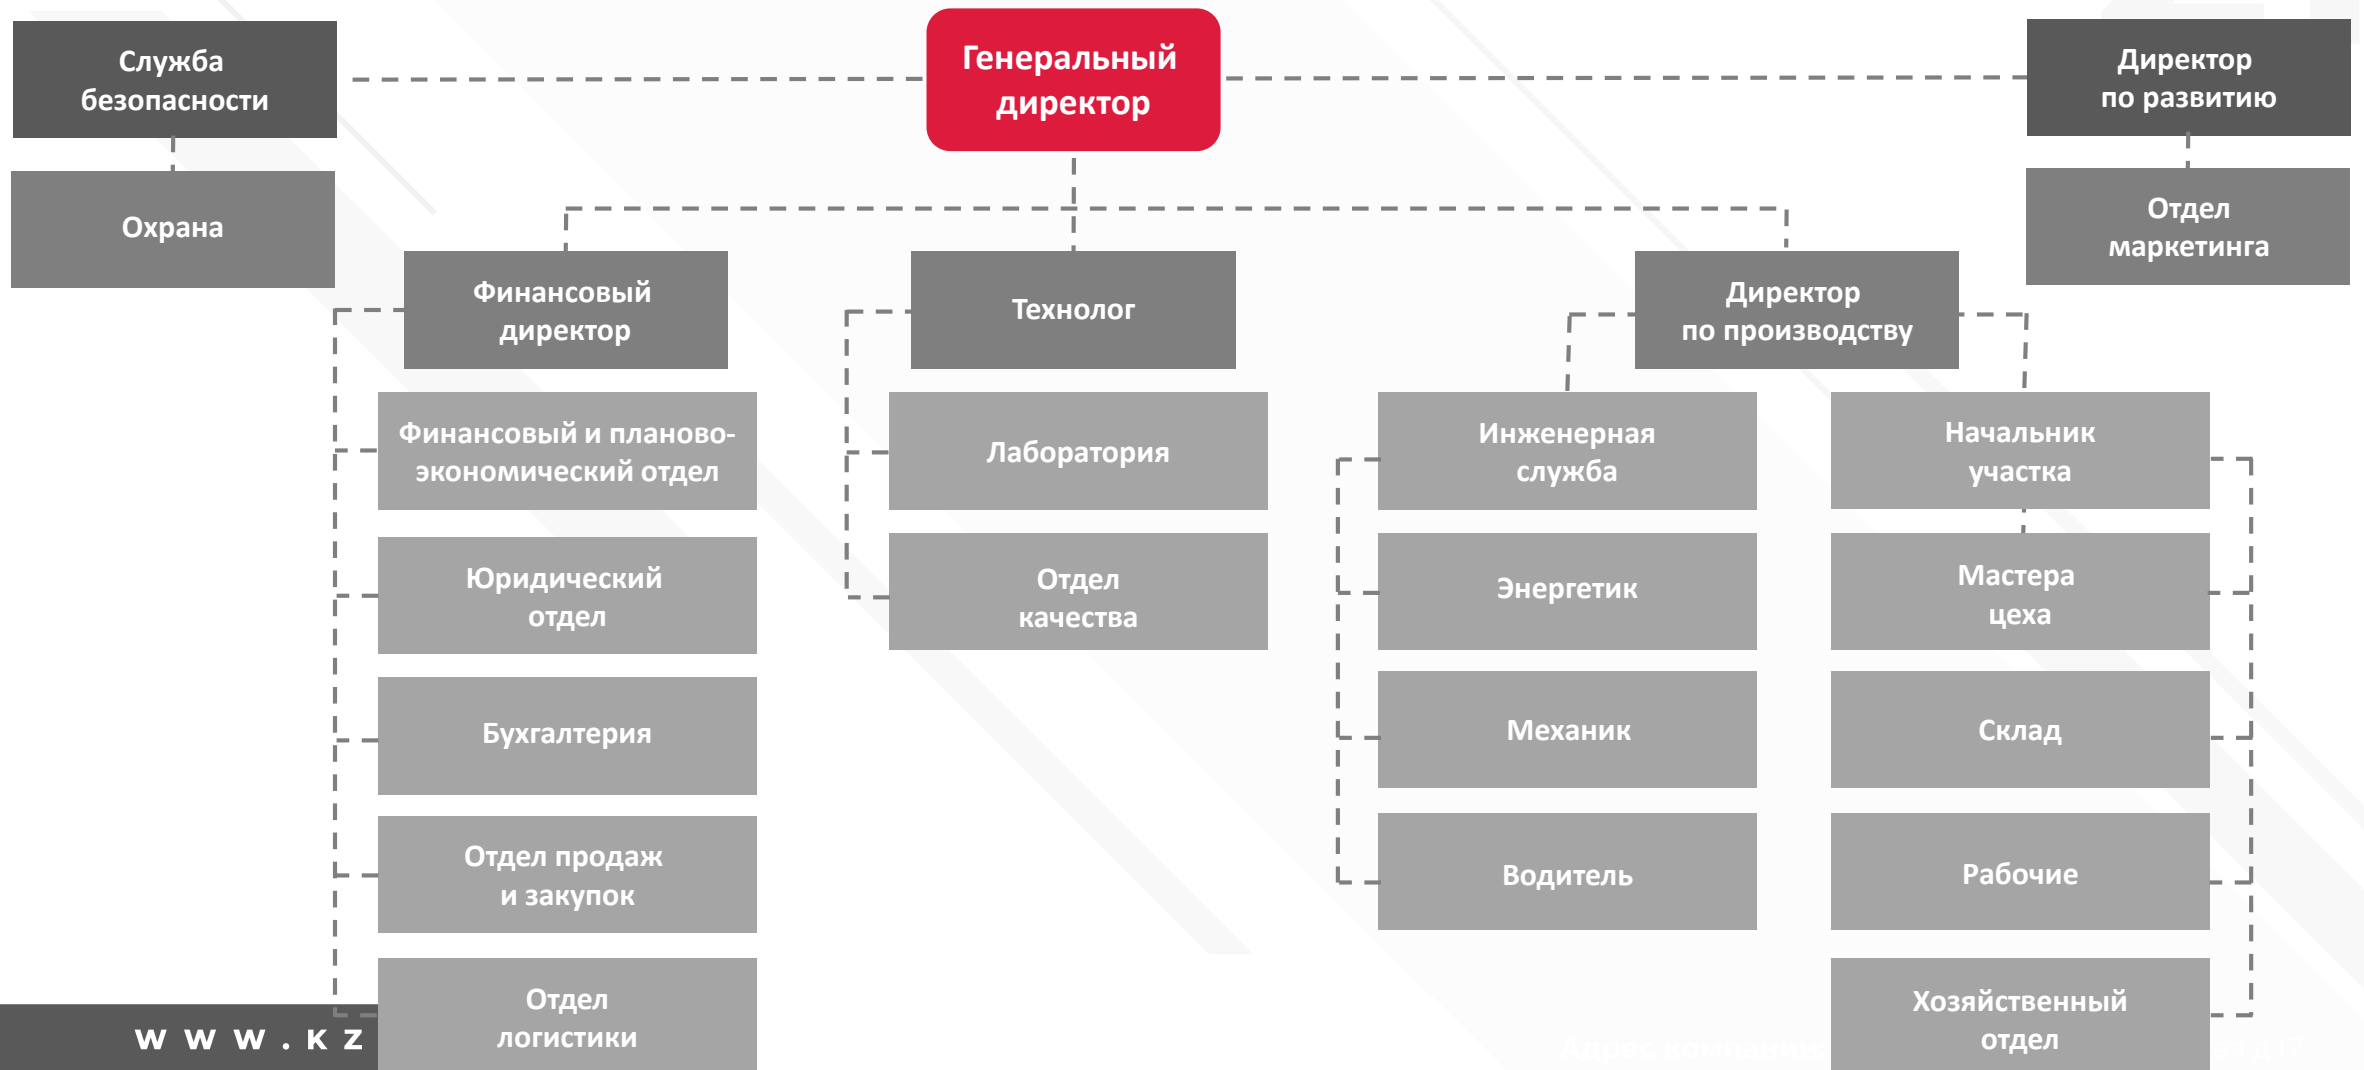 Служба
безопасности
Генеральный
директор
Директор
по развитию
Охрана
Отдел
маркетинга
Финансовый
директор
Технолог
Директор
по производству
Финансовый и планово-
экономический отдел
Лаборатория
Инженерная
служба
Начальник
участка
Юридический
отдел
Отдел
качества
Энергетик
Мастера
цеха
Бухгалтерия
Механик
Склад
Отдел продаж
и закупок
Водитель
Рабочие
Отдел
логистики
Хозяйственный
отдел
www.kz
Адрес компании